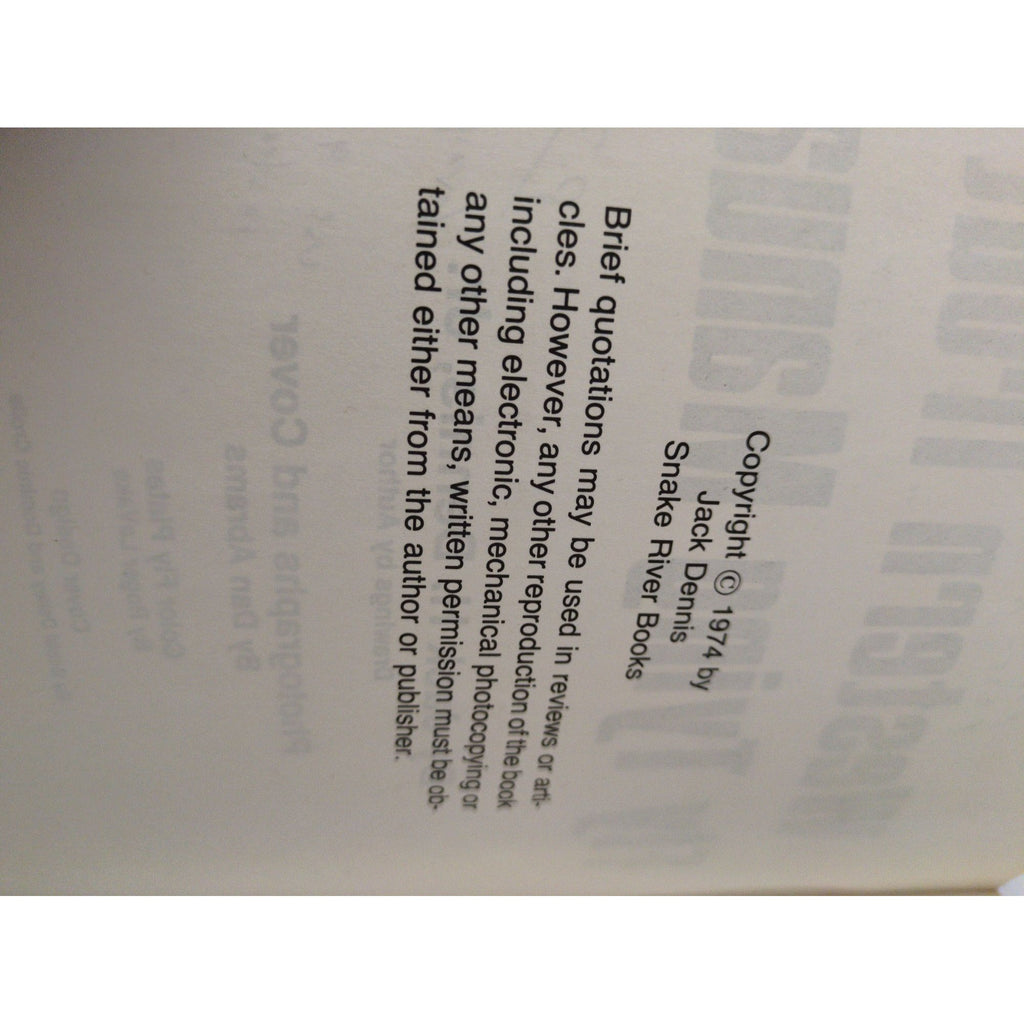 Copyright © 1974 by
Jack Dennis
Snake River Books
Brief quotations may be used in reviews or arti-
cles. However, any other reproduction of the book
including electronic, mechanical photocopying or
any other means, written permission must be ob-
tained either from the author or publisher.